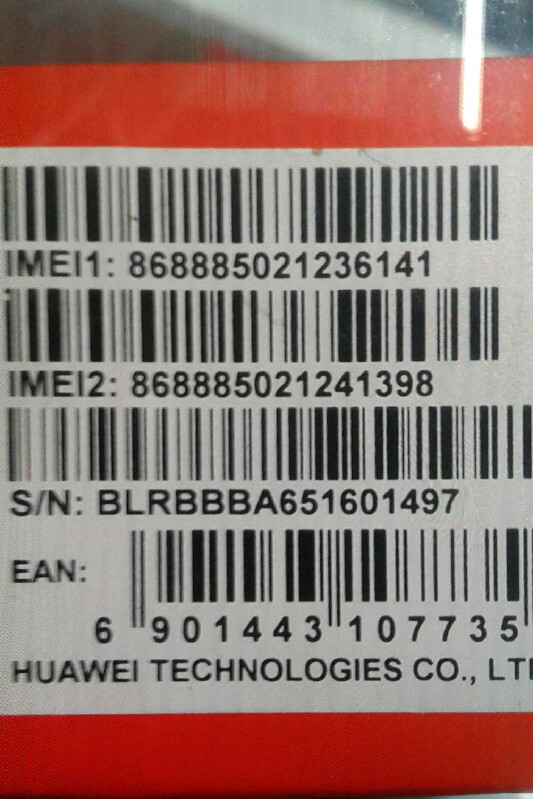 IMEI1: 868885021236141
IMEI2: 868885021241398
S/N: BLRBBBA651601497
EAN:
6 901443 107735
HUAWEI TECHNOLOGIES CO., LT